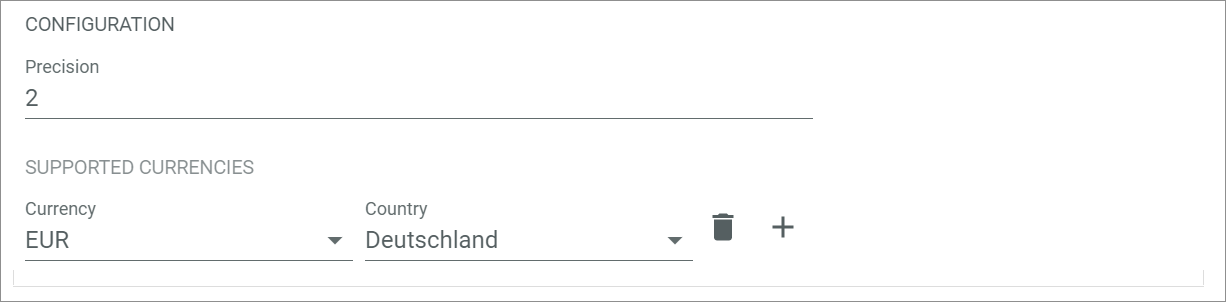 CONFIGURATION
Precision
2
SUPPORTED CURRENCIES
Currency Country
EUR Deutschland